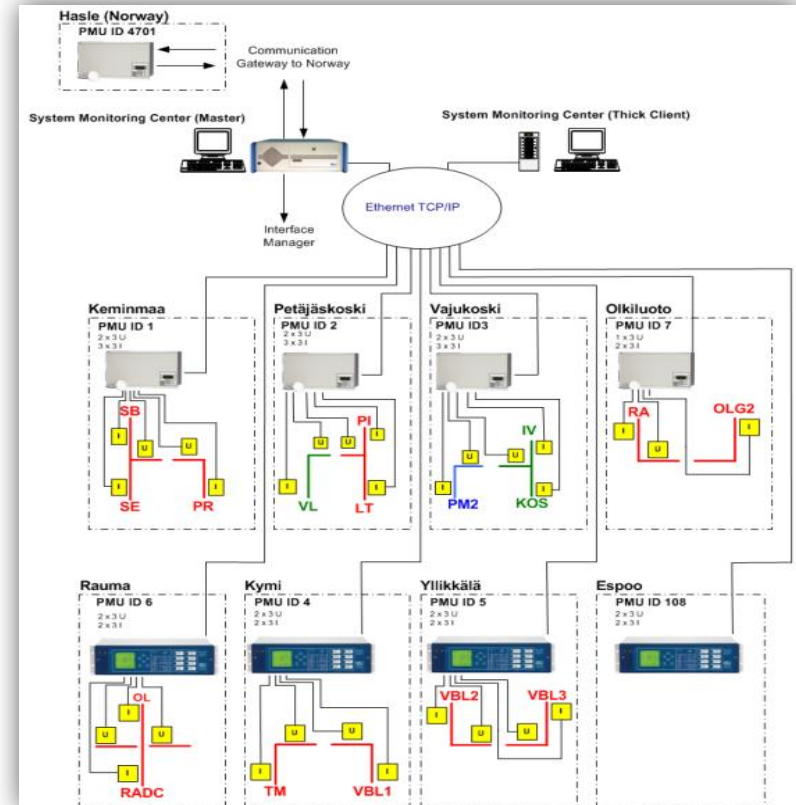 Hasle (Norway)
PMU ID 4701
Communication
Gateway to Norway
System Monitoring Center (Master)
System Monitoring Center (Thick Client)
Ethernet TCP/IP
Interface
Manager
Keminmaa
PMU ID 1
2 x 3 U
3 x 3 I
SB
I
U
U
I
I
SE
PR
Petäjäskoski
PMU ID 2
2 x 3 U
3 x 3 I
PI
U
U
I
I
I
VL
LT
Vajukoski
PMU ID3
2 x 3 U
3 x 3 I
IV
U
U
I
I
I
PM2
KOS
Olkiluoto
PMU ID 7
1 x 3 U
2 x 3 I
RA
OLG2
I
U
I
Rauma
PMU ID 6
2 x 3 U
2 x 3 I
OL
I
U
U
I
RADC
Kymi
PMU ID 4
2 x 3 U
2 x 3 I
U
U
I
I
TM
VBL1
Yllikkälä
PMU ID 5
2 x 3 U
2 x 3 I
VBL2
VBL3
I
U
U
I
Espoo
PMU ID 108
2 x 3 U
2 x 3 I